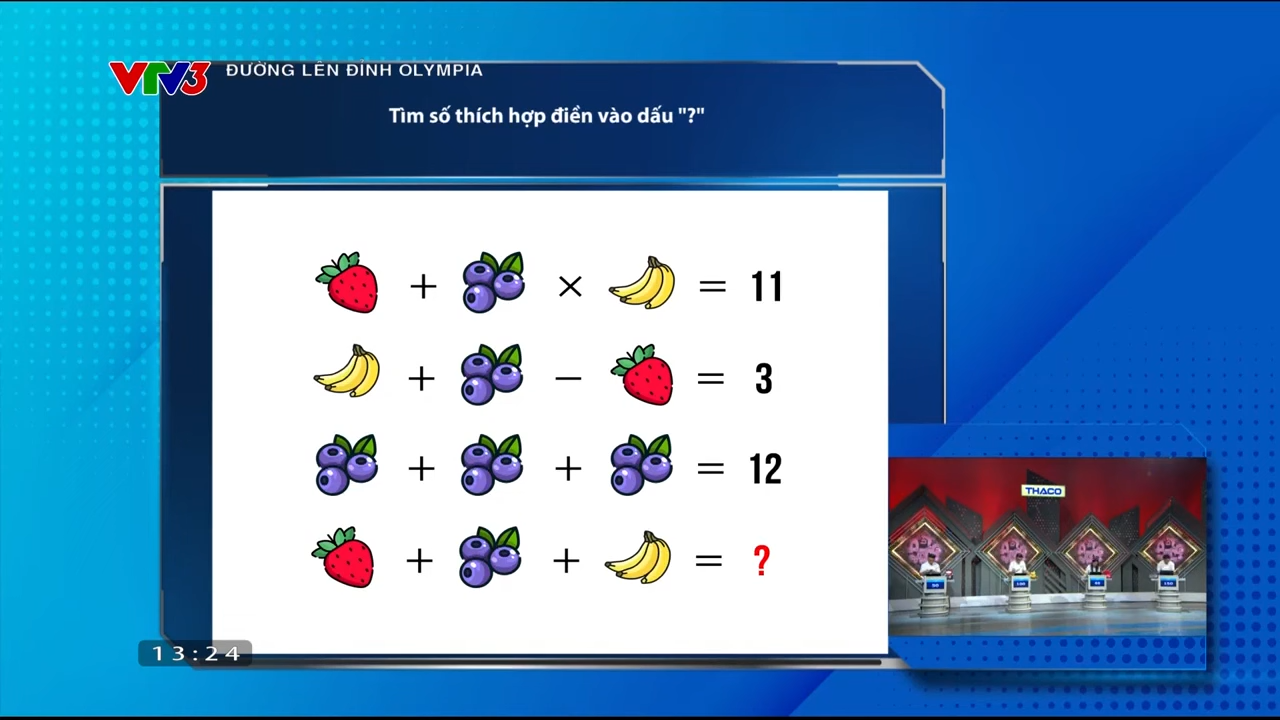 VTV3 ĐƯỜNG LÊN ĐỈNH OLYMPIA
Tìm số thích hợp điền vào dấu "?"
+ × = 11
+ − = 3
+ + = 12
+ + = ?
THACO
13:24